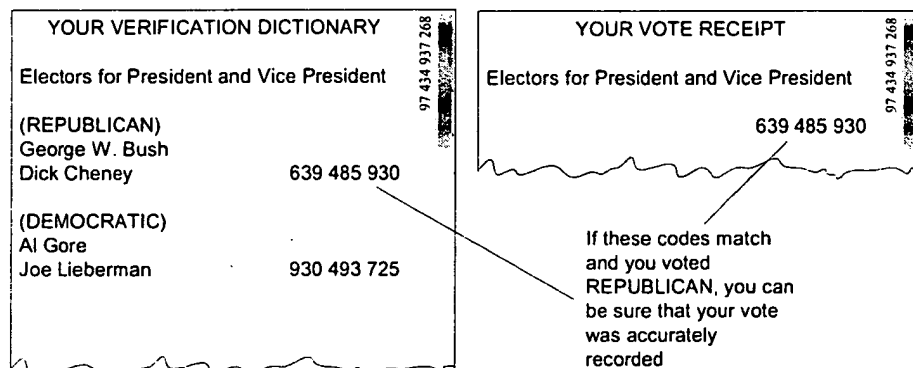 YOUR VERIFICATION DICTIONARY
97 434 937 268
Electors for President and Vice President
(REPUBLICAN)
George W. Bush
Dick Cheney 639 485 930
(DEMOCRATIC)
Al Gore
Joe Lieberman 930 493 725
YOUR VOTE RECEIPT
97 434 937 268
Electors for President and Vice President
639 485 930
If these codes match
and you voted
REPUBLICAN, you can
be sure that your vote
was accurately
recorded